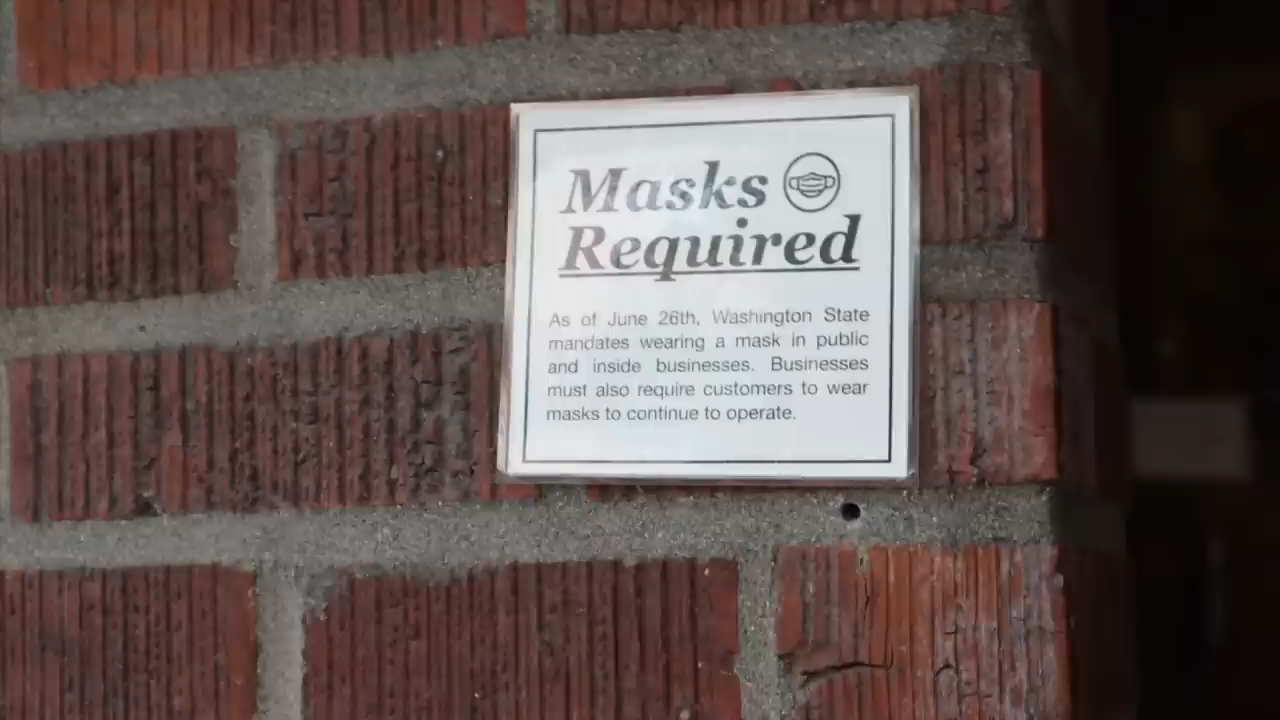 Masks
Required
As of June 26th, Washington State
mandates wearing a mask in public
and inside businesses. Businesses
must also require customers to wear
masks to continue to operate.